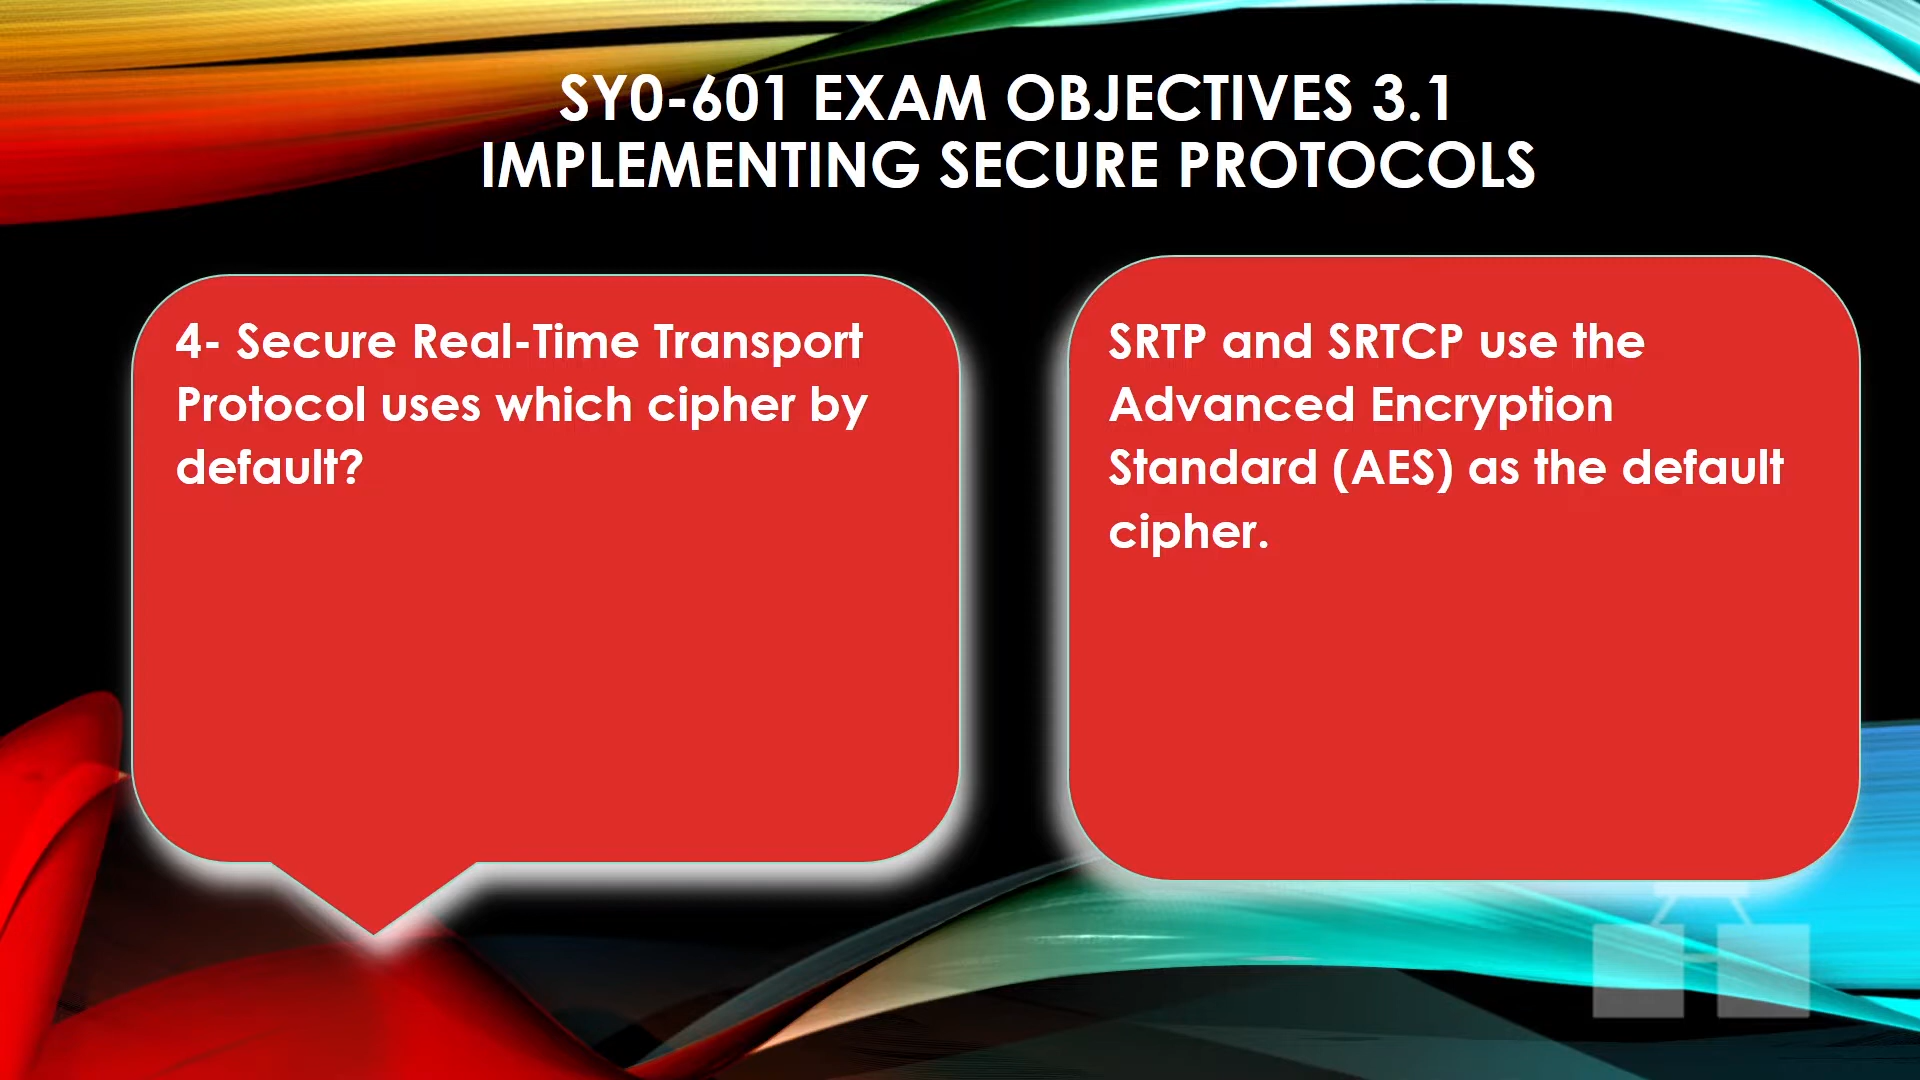 SY0-601 EXAM OBJECTIVES 3.1
IMPLEMENTING SECURE PROTOCOLS
4- Secure Real-Time Transport
Protocol uses which cipher by
default?
SRTP and SRTCP use the
Advanced Encryption
Standard (AES) as the default
cipher.